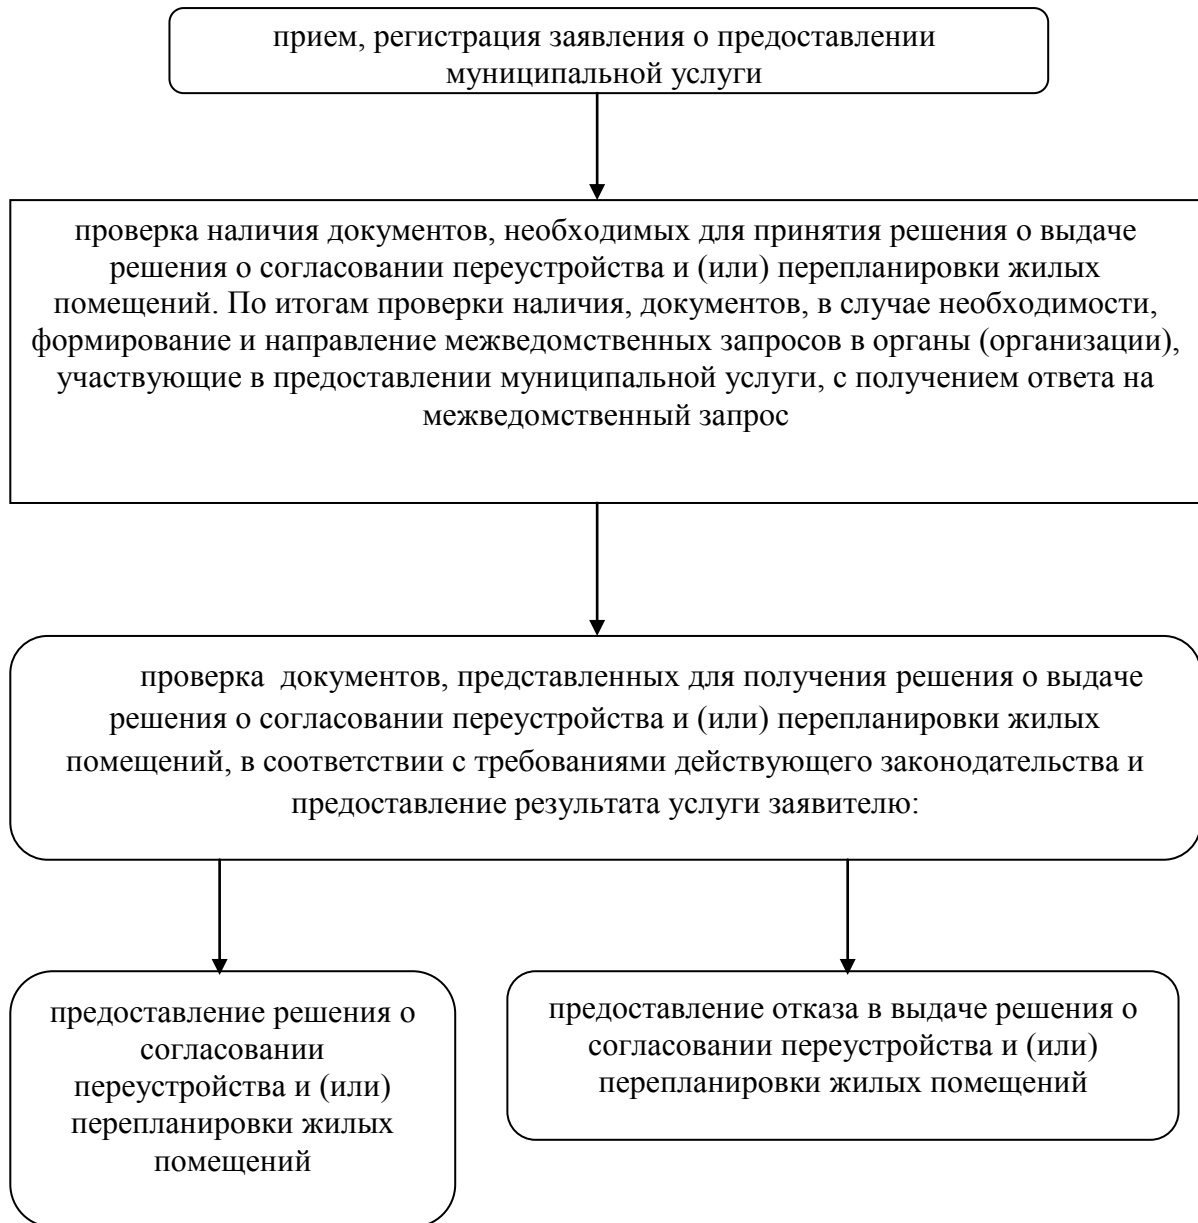 прием, регистрация заявления о предоставлении
муниципальной услуги
проверка наличия документов, необходимых для принятия решения о выдаче
решения о согласовании переустройства и (или) перепланировки жилых
помещений. По итогам проверки наличия, документов, в случае необходимости,
формирование и направление межведомственных запросов в органы (организации),
участвующие в предоставлении муниципальной услуги, с получением ответа на
межведомственный запрос
проверка  документов, представленных для получения решения о выдаче
решения о согласовании переустройства и (или) перепланировки жилых
помещений, в соответствии с требованиями действующего законодательства и
предоставление результата услуги заявителю:
предоставление решения о
согласовании
переустройства и (или)
перепланировки жилых
помещений
предоставление отказа в выдаче решения о
согласовании переустройства и (или)
перепланировки жилых помещений